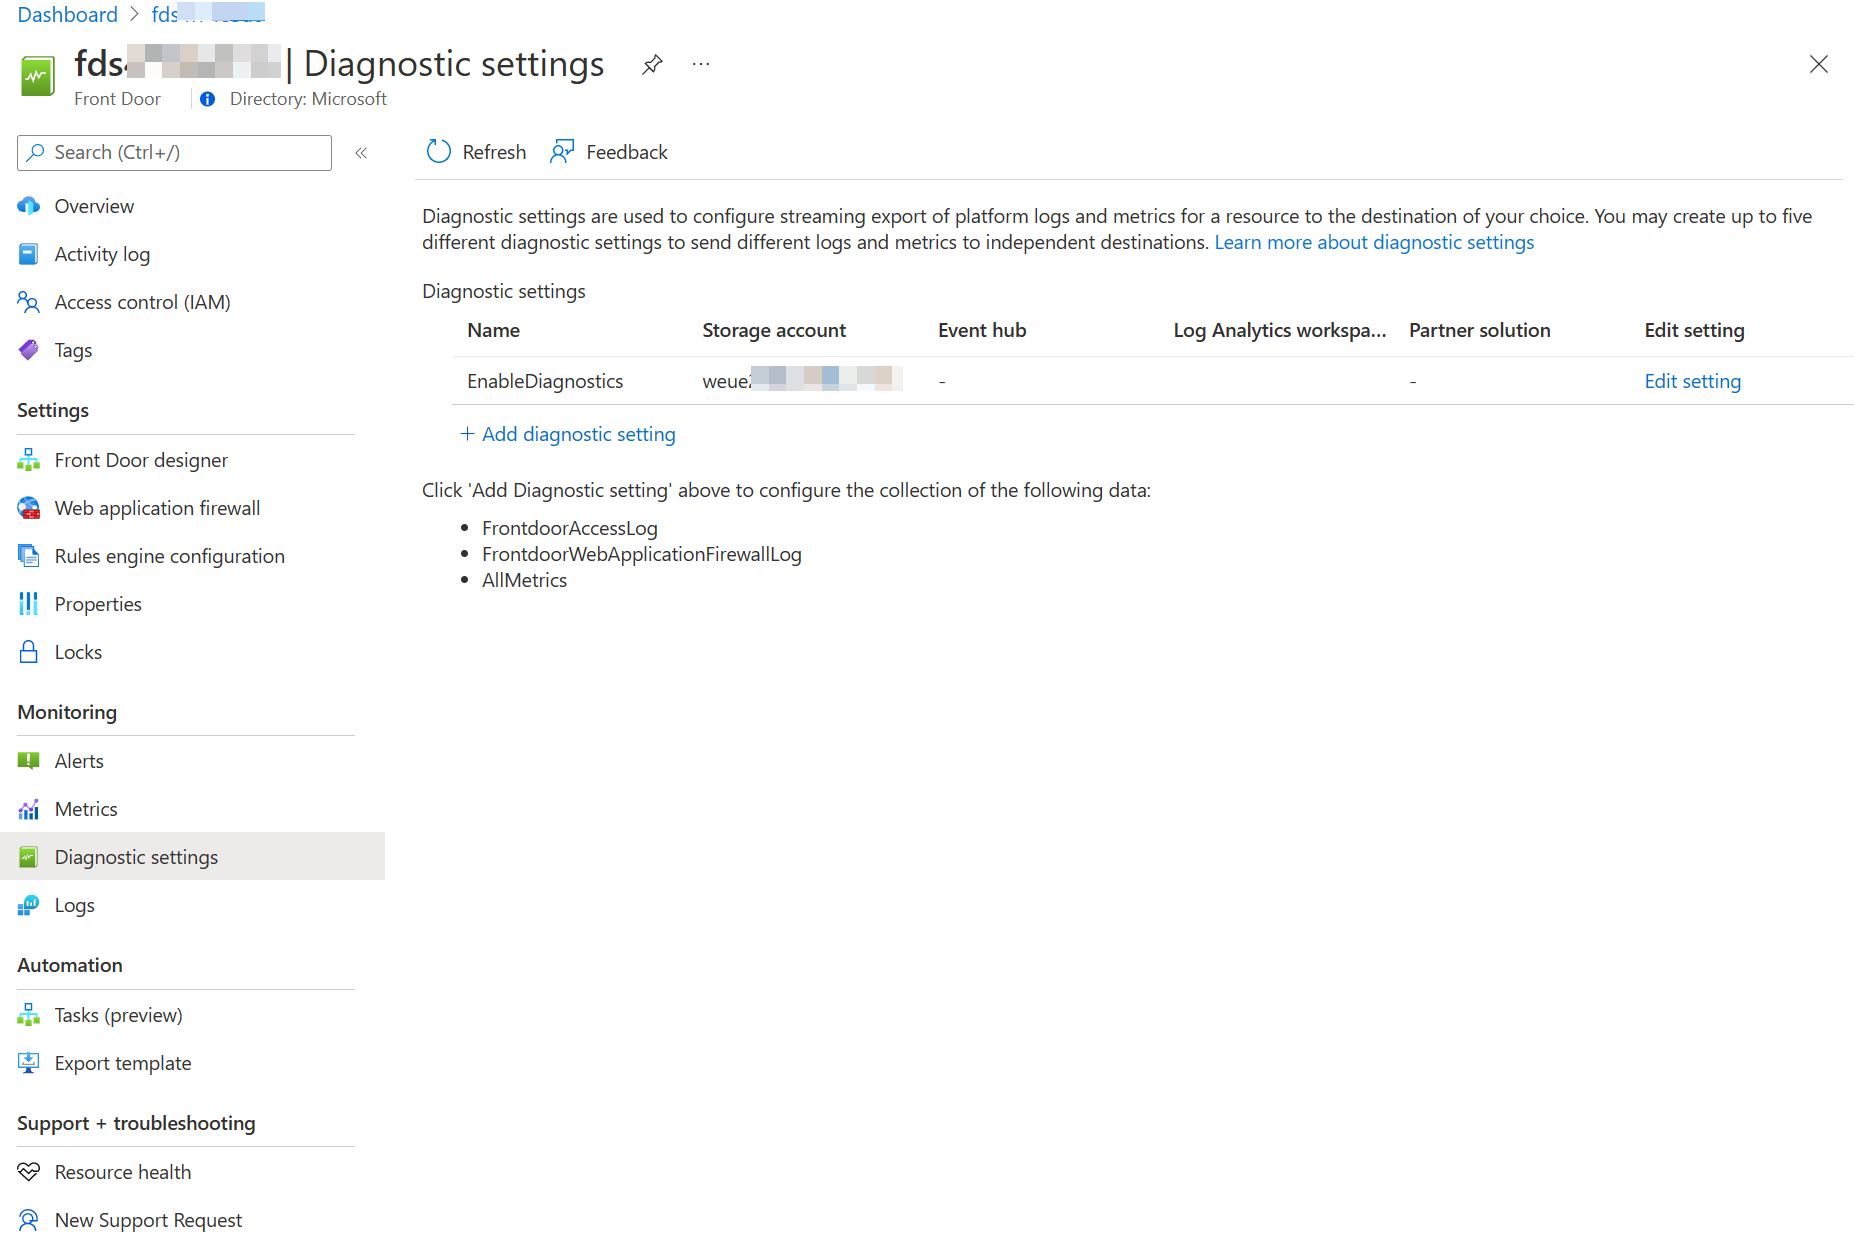 Dashboard > fds
fds | Diagnostic settings ...
Front Door | Directory: Microsoft
Search (Ctrl+/) «
Refresh Feedback
Overview
Activity log
Access control (IAM)
Tags
Settings
Front Door designer
Web application firewall
Rules engine configuration
Properties
Locks
Monitoring
Alerts
Metrics
Diagnostic settings
Logs
Automation
Tasks (preview)
Export template
Support + troubleshooting
Resource health
New Support Request
Diagnostic settings are used to configure streaming export of platform logs and metrics for a resource to the destination of your choice. You may create up to five
different diagnostic settings to send different logs and metrics to independent destinations. Learn more about diagnostic settings
Diagnostic settings
Name Storage account Event hub Log Analytics workspa... Partner solution Edit setting
EnableDiagnostics weue - - Edit setting
+ Add diagnostic setting
Click 'Add Diagnostic setting' above to configure the collection of the following data:
• FrontdoorAccessLog
• FrontdoorWebApplicationFirewallLog
• AllMetrics